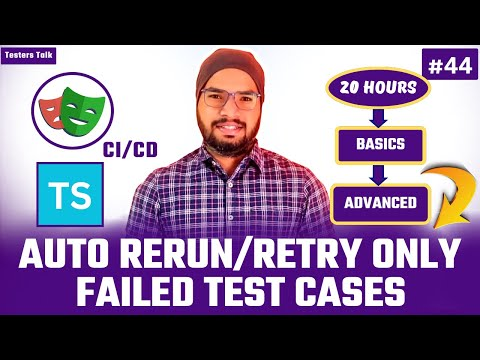 Testers Talk
#44
CI/CD
TS
20 HOURS
BASICS
ADVANCED
AUTO RERUN/RETRY ONLY
FAILED TEST CASES